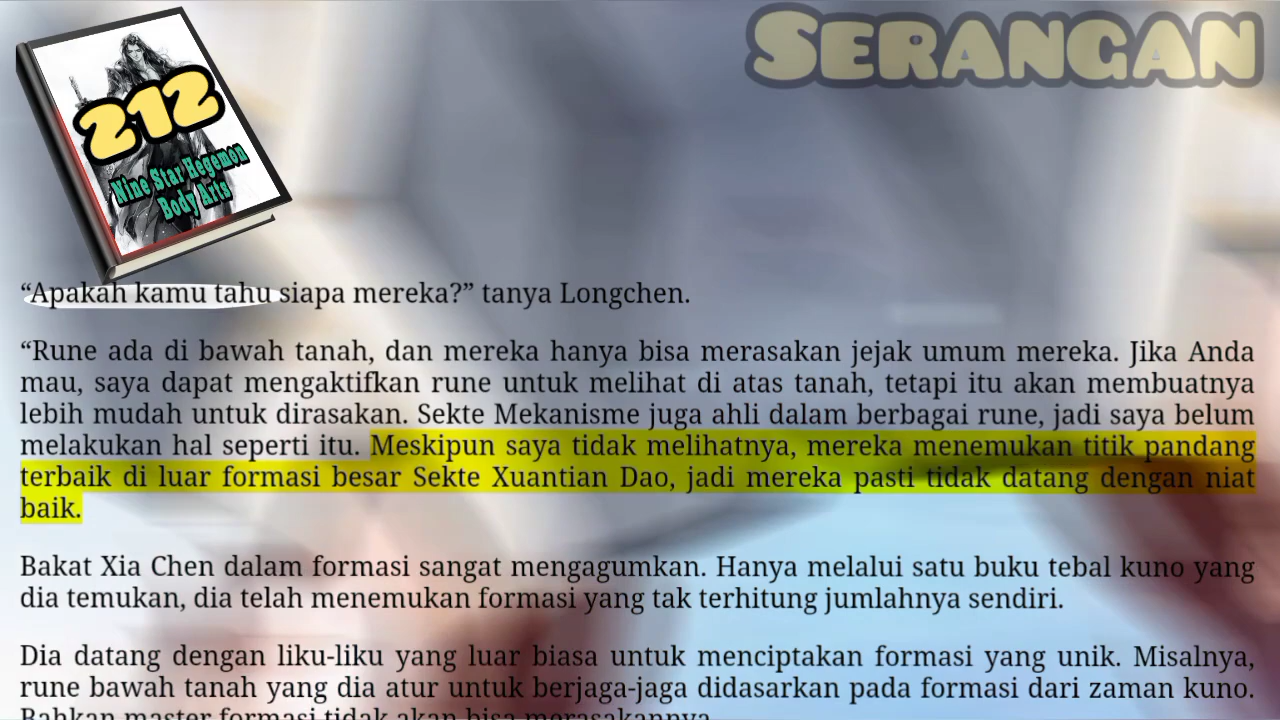 SERANGAN
212
Nine Star Hegemon
Body Arts
“Apakah kamu tahu siapa mereka?” tanya Longchen.
“Rune ada di bawah tanah, dan mereka hanya bisa merasakan jejak umum mereka. Jika Anda
mau, saya dapat mengaktifkan rune untuk melihat di atas tanah, tetapi itu akan membuatnya
lebih mudah untuk dirasakan. Sekte Mekanisme juga ahli dalam berbagai rune, jadi saya belum
melakukan hal seperti itu. Meskipun saya tidak melihatnya, mereka menemukan titik pandang
terbaik di luar formasi besar Sekte Xuantian Dao, jadi mereka pasti tidak datang dengan niat
baik.
Bakat Xia Chen dalam formasi sangat mengagumkan. Hanya melalui satu buku tebal kuno yang
dia temukan, dia telah menemukan formasi yang tak terhitung jumlahnya sendiri.
Dia datang dengan liku-liku yang luar biasa untuk menciptakan formasi yang unik. Misalnya,
rune bawah tanah yang dia atur untuk berjaga-jaga didasarkan pada formasi dari zaman kuno.
Bahkan master formasi tidak akan bisa merasakannya.